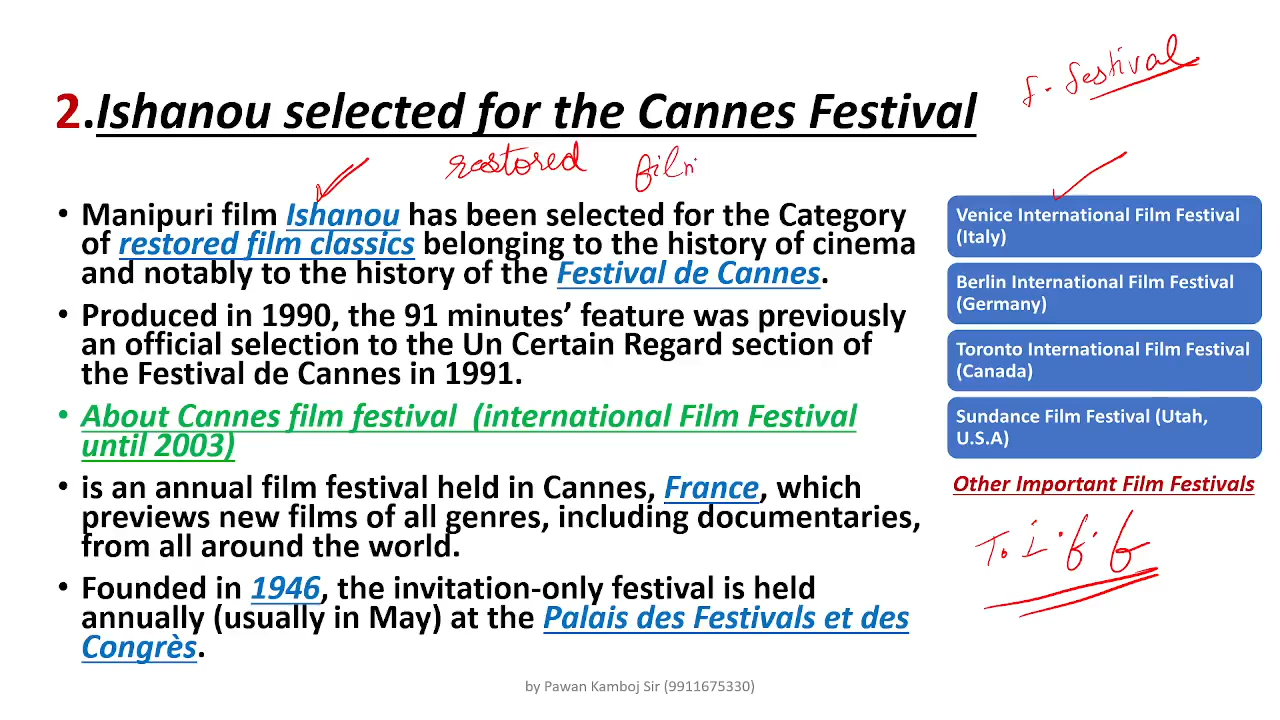 f. festival
2.Ishanou selected for the Cannes Festival
restored film
• Manipuri film Ishanou has been selected for the Category
of restored film classics belonging to the history of cinema
and notably to the history of the Festival de Cannes.
• Produced in 1990, the 91 minutes’ feature was previously
an official selection to the Un Certain Regard section of
the Festival de Cannes in 1991.
• About Cannes film festival (international Film Festival
until 2003)
• is an annual film festival held in Cannes, France, which
previews new films of all genres, including documentaries,
from all around the world.
• Founded in 1946, the invitation-only festival is held
annually (usually in May) at the Palais des Festivals et des
Congrès.
Venice International Film Festival
(Italy)
Berlin International Film Festival
(Germany)
Toronto International Film Festival
(Canada)
Sundance Film Festival (Utah,
U.S.A)
Other Important Film Festivals
T. I. f. f
by Pawan Kamboj Sir (9911675330)